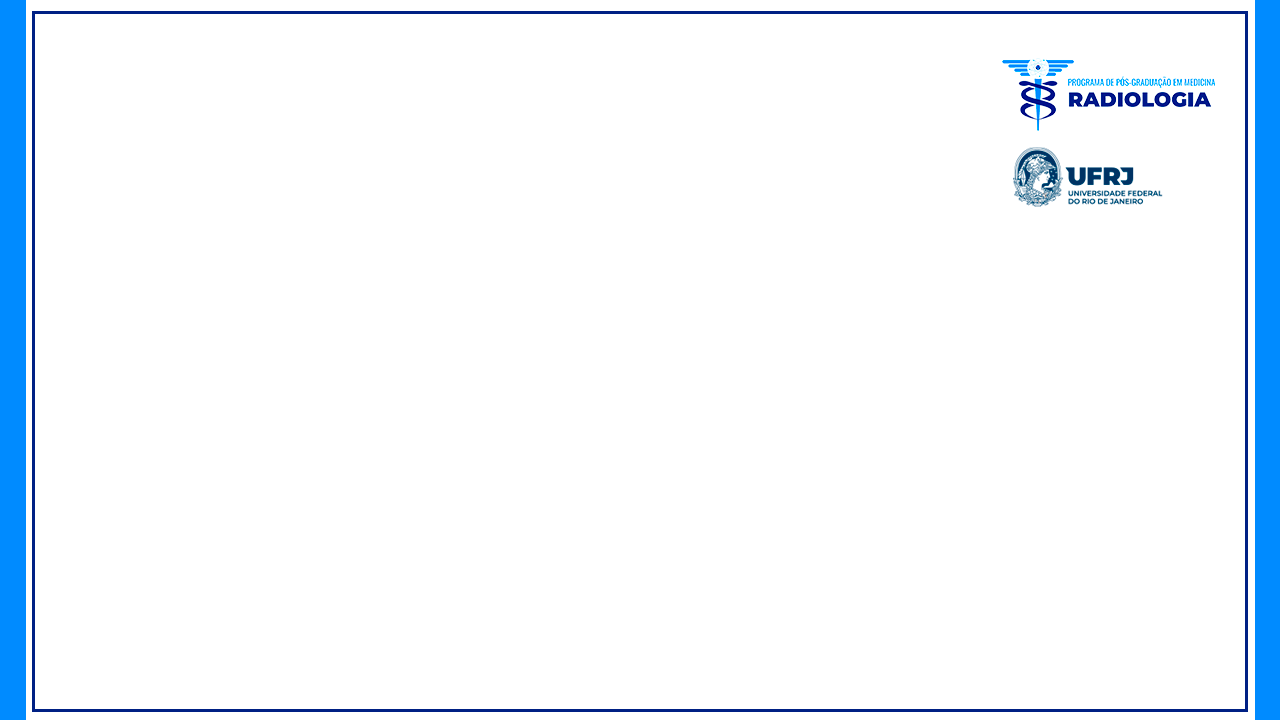 PROGRAMA DE PÓS-GRADUAÇÃO EM MEDICINA
RADIOLOGIA
UFRJ
UNIVERSIDADE FEDERAL
DO RIO DE JANEIRO